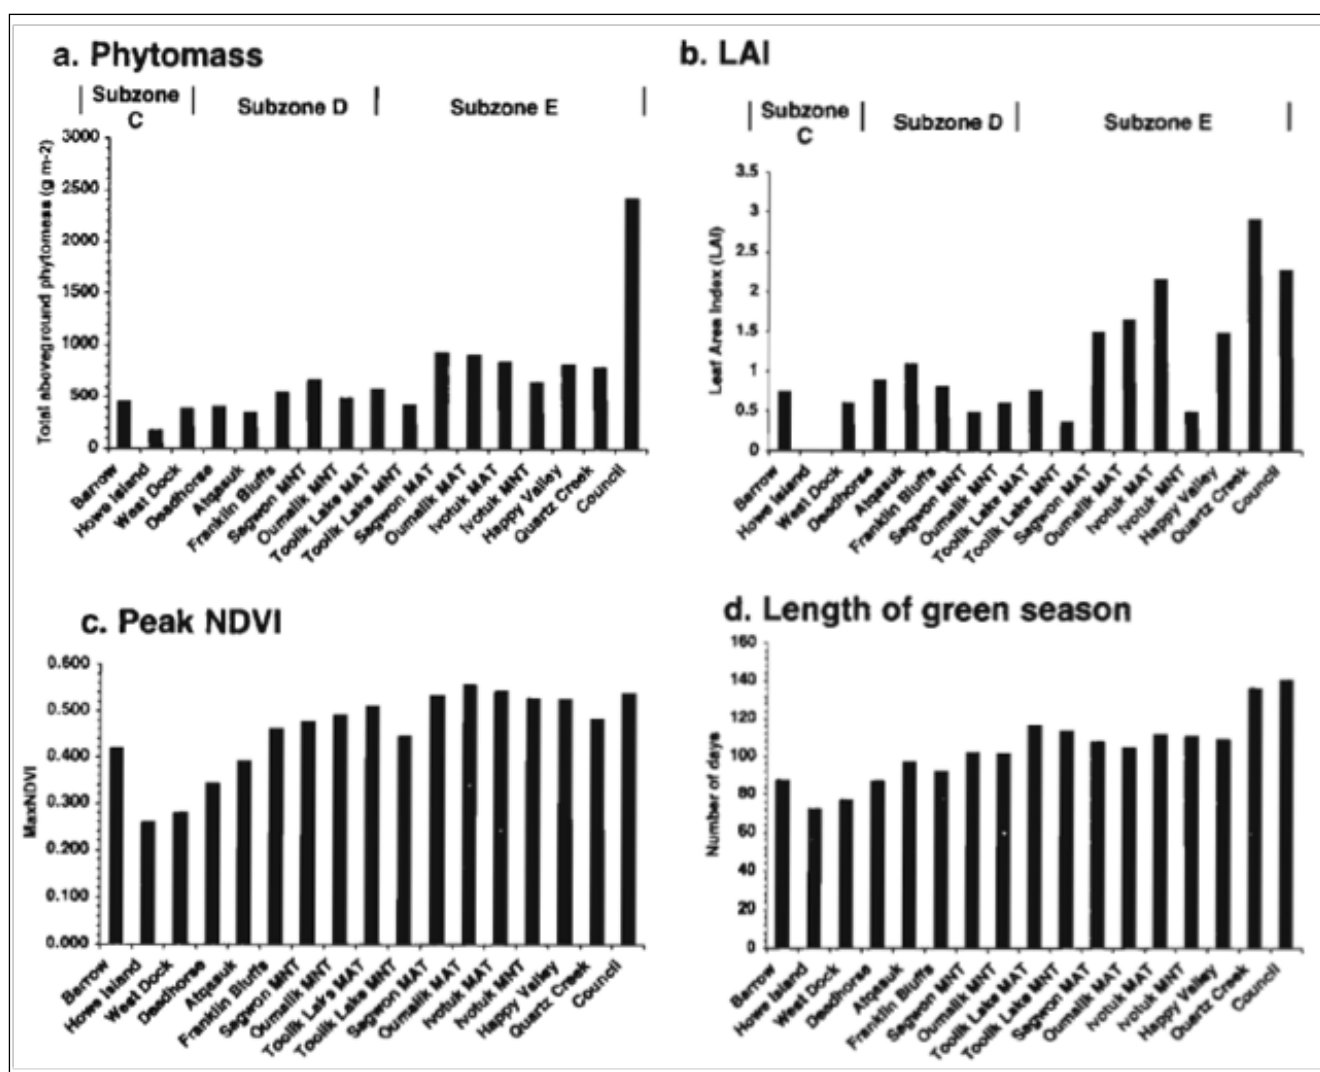 a. Phytomass
Subzone C
Subzone D
Subzone E
Total aboveground phytomass (g m-2)
3000
2500
2000
1500
1000
500
0
Barrow
Howe Island
West Dock
Deadhorse
Atqasuk
Franklin Bluffs
Sagwon MNT
Oumalik MNT
Toolik Lake MAT
Toolik Lake MNT
Sagwon MAT
Oumalik MAT
Ivotuk MAT
Ivotuk MNT
Happy Valley
Quartz Creek
Council
b. LAI
Subzone C
Subzone D
Subzone E
Leaf Area Index (LAI)
3.5
3
2.5
2
1.5
1
0.5
0
Barrow
Howe Island
West Dock
Deadhorse
Atqasuk
Franklin Bluffs
Sagwon MNT
Oumalik MNT
Toolik Lake MAT
Toolik Lake MNT
Sagwon MAT
Oumalik MAT
Ivotuk MAT
Ivotuk MNT
Happy Valley
Quartz Creek
Council
c. Peak NDVI
MaxNDVI
0.600
0.500
0.400
0.300
0.200
0.100
0.000
Barrow
Howe Island
West Dock
Deadhorse
Atqasuk
Franklin Bluffs
Sagwon MNT
Oumalik MNT
Toolik Lake MAT
Toolik Lake MNT
Sagwon MAT
Oumalik MAT
Ivotuk MAT
Ivotuk MNT
Happy Valley
Quartz Creek
Council
d. Length of green season
Number of days
160
140
120
100
80
60
40
20
0
Barrow
Howe Island
West Dock
Deadhorse
Atqasuk
Franklin Bluffs
Sagwon MNT
Oumalik MNT
Toolik Lake MAT
Toolik Lake MNT
Sagwon MAT
Oumalik MAT
Ivotuk MAT
Ivotuk MNT
Happy Valley
Quartz Creek
Council